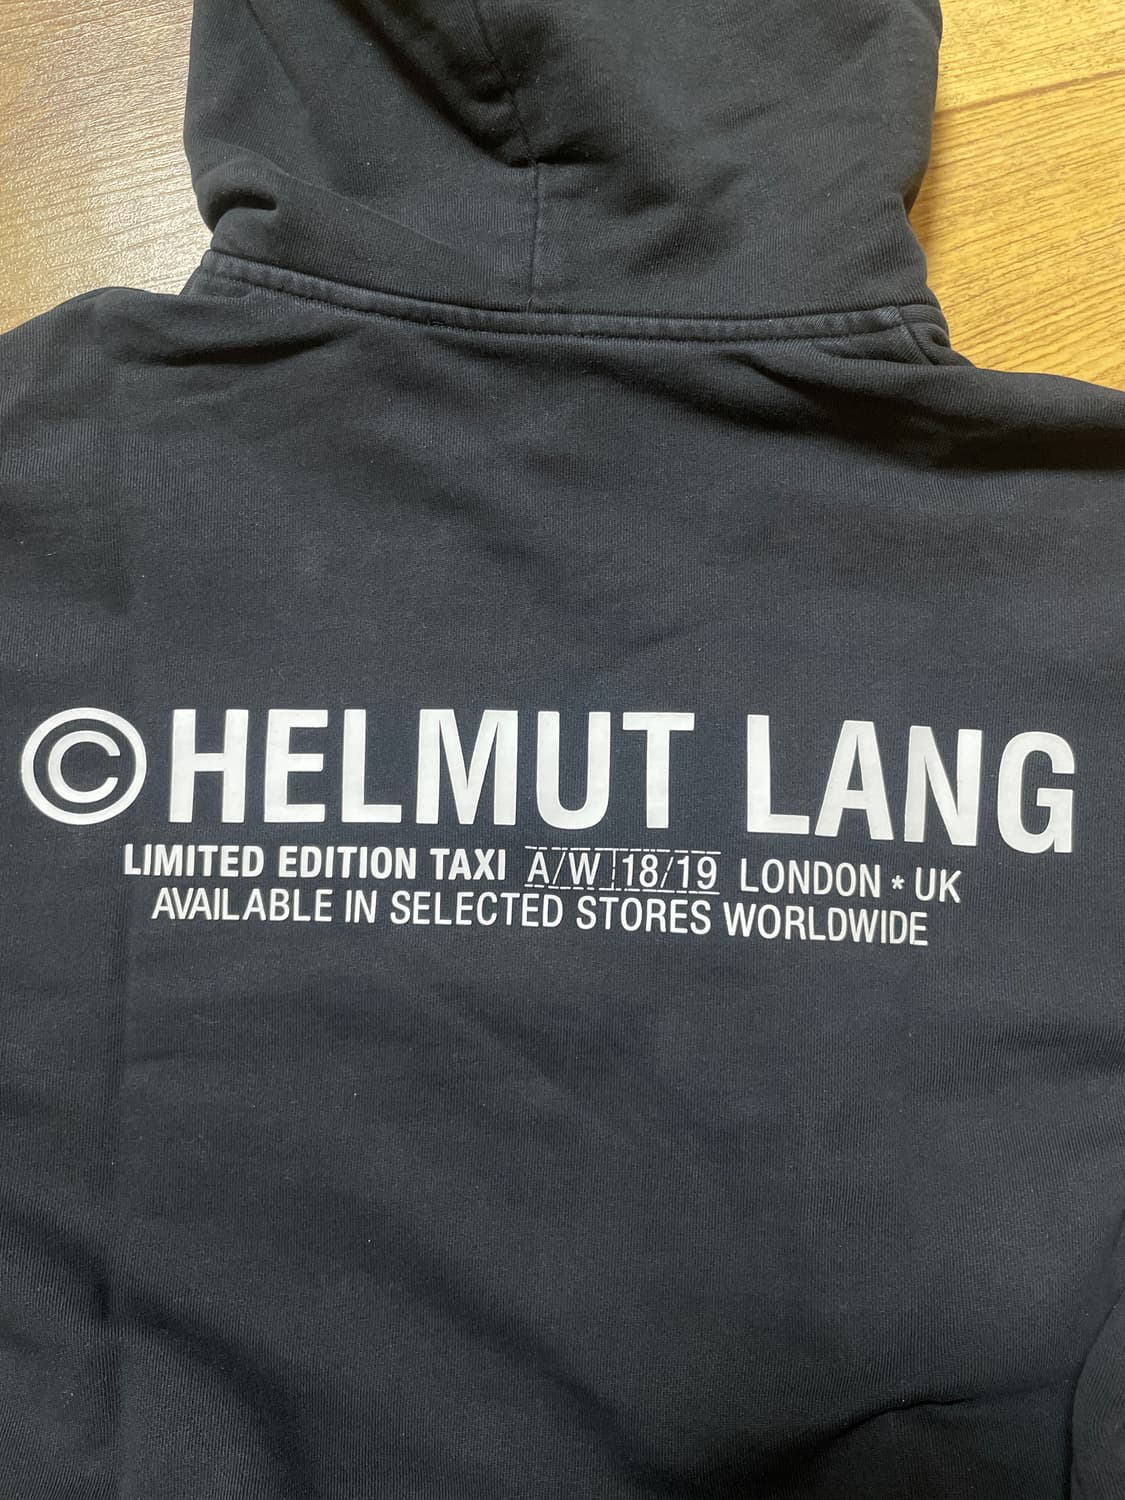 ©HELMUT LANG
LIMITED EDITION TAXI A/W 18/19 LONDON * UK
AVAILABLE IN SELECTED STORES WORLDWIDE